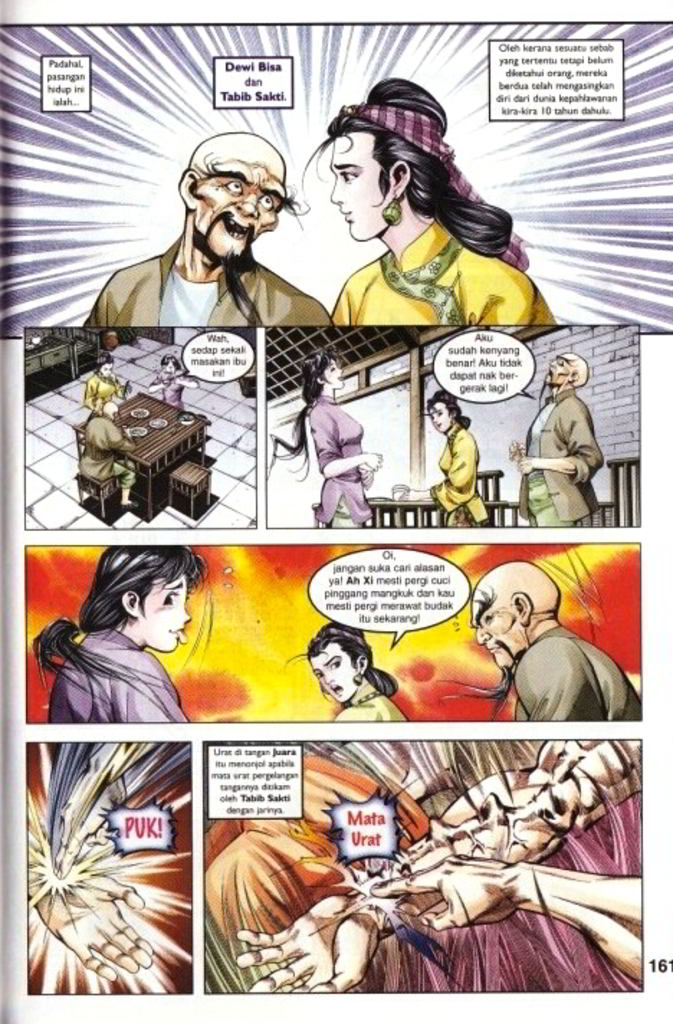 Padahal,
pasangan
hidup ini
ialah...
Dewi Bisa
dan
Tabib Sakti.
Oleh kerana sesuatu sebab
yang tertentu tetapi belum
diketahui orang, mereka
berdua telah mengasingkan
diri dari dunia kepahlawanan
kira-kira 10 tahun dahulu.
Wah,
sedap sekali
masakan ibu
ini!
Aku
sudah kenyang
benar! Aku tidak
dapat nak ber-
gerak lagi!
Oi,
jangan suka cari alasan
ya! Ah Xi mesti pergi cuci
pinggang mangkuk dan kau
mesti pergi merawat budak
itu sekarang!
PUK!
Urat di tangan Juara
itu menonjol apabila
mata urat pergelangan
tangannya ditikam
oleh Tabib Sakti
dengan jarinya.
Mata
Urat
161